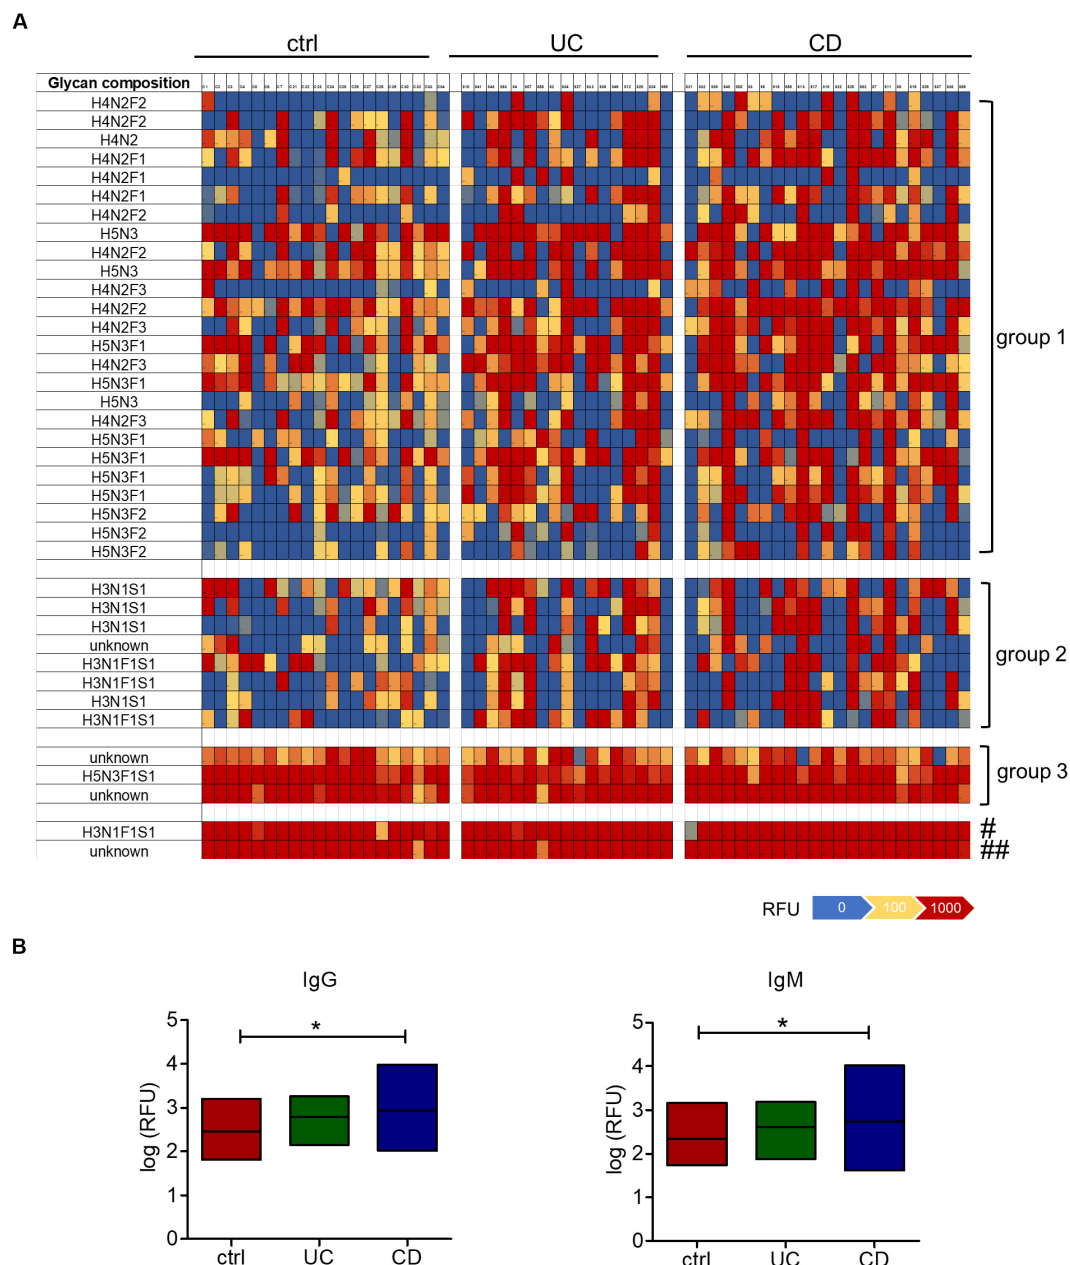 A
ctrl UC CD
Glycan composition
H4N2F2
H4N2F2
H4N2
H4N2F1
H4N2F1
H4N2F1
H4N2F2
H5N3
H4N2F2
H5N3
H4N2F3
H4N2F2
H4N2F3
H5N3F1
H4N2F3
H5N3F1
H5N3
H4N2F3
H5N3F1
H5N3F1
H5N3F1
H5N3F1
H5N3F2
H5N3F2
H5N3F2
group 1
H3N1S1
H3N1S1
H3N1S1
unknown
H3N1F1S1
H3N1F1S1
H3N1S1
H3N1F1S1
group 2
unknown
H5N3F1S1
unknown
group 3
H3N1F1S1 #
unknown ##
RFU 0 100 1000
B
IgG
*
5
4
3
2
1
0
log (RFU)
ctrl UC CD
IgM
*
5
4
3
2
1
0
log (RFU)
ctrl UC CD